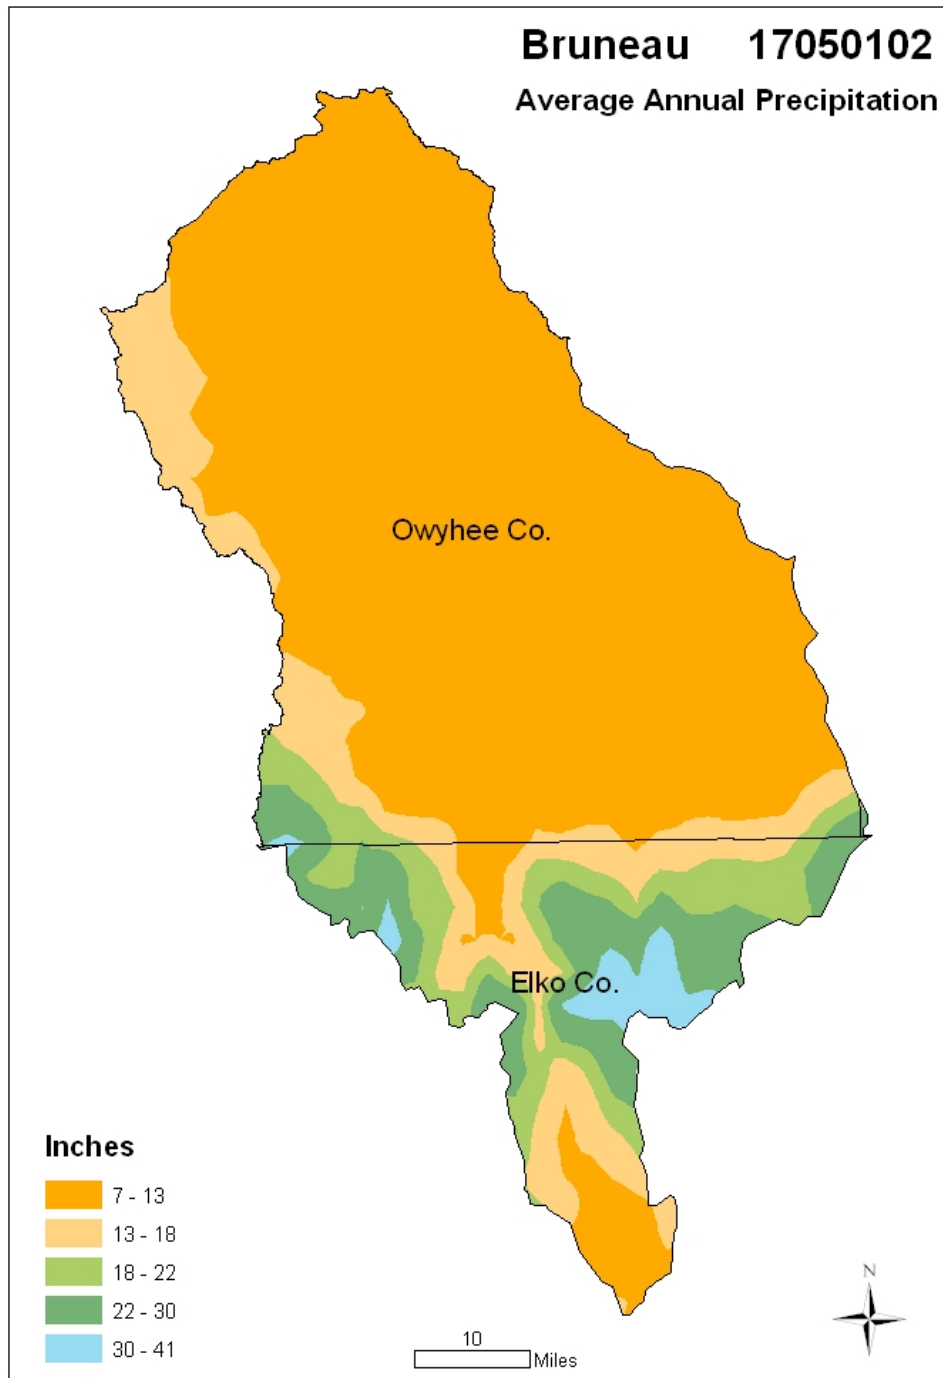 Bruneau 17050102
Average Annual Precipitation
Owyhee Co.
Elko Co.
Inches
7 - 13
13 - 18
18 - 22
22 - 30
30 - 41
10
Miles
N